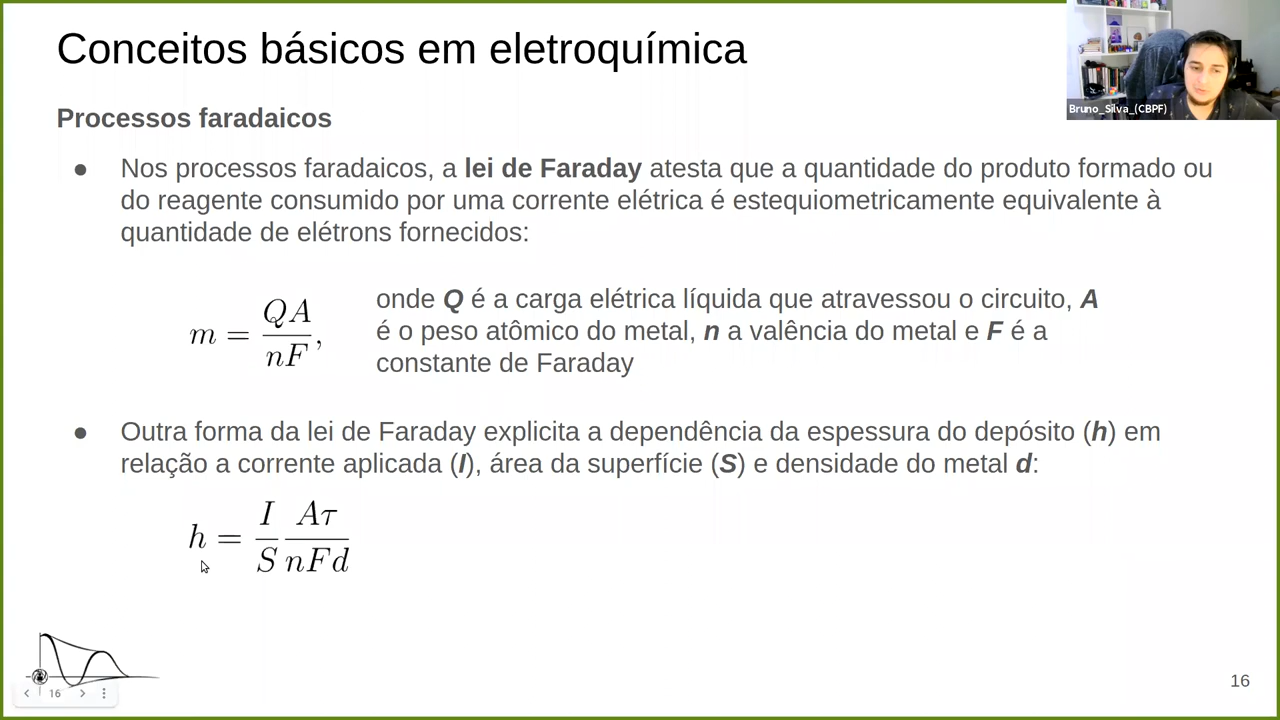 Conceitos básicos em eletroquímica
Bruno_Silva_(CBPF)
Processos faradaicos
● Nos processos faradaicos, a lei de Faraday atesta que a quantidade do produto formado ou
do reagente consumido por uma corrente elétrica é estequiometricamente equivalente à
quantidade de elétrons fornecidos:
m = QA/nF,
onde Q é a carga elétrica líquida que atravessou o circuito, A
é o peso atômico do metal, n a valência do metal e F é a
constante de Faraday
● Outra forma da lei de Faraday explicita a dependência da espessura do depósito (h) em
relação a corrente aplicada (I), área da superfície (S) e densidade do metal d:
h = I/S Aτ/nFd
16
16